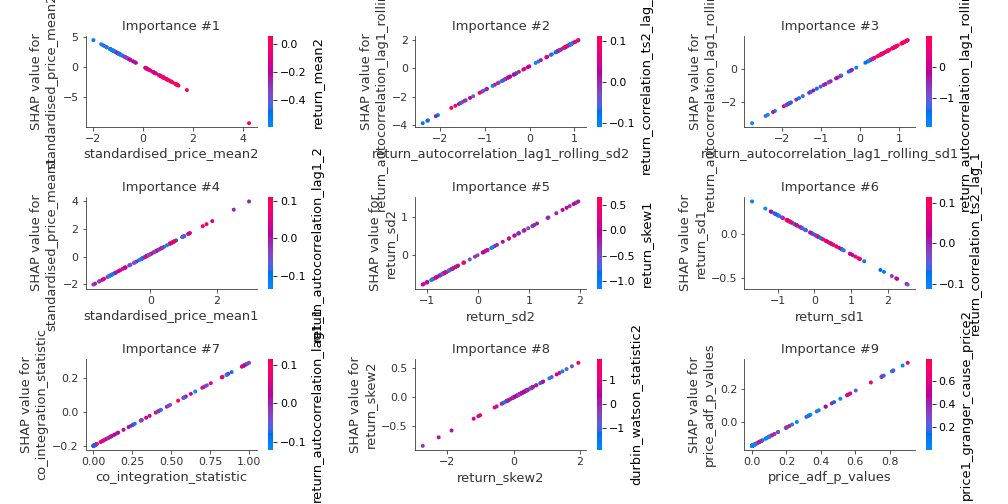 Importance #1
SHAP value for
standardised_price_mean2
5
0
−5
−2
0
2
4
standardised_price_mean2
0.0
−0.2
−0.4
return_mean2
Importance #2
SHAP value for
return_autocorrelation_lag1_rolling_sd2
2
0
−2
−4
−2
−1
0
1
return_autocorrelation_lag1_rolling_sd2
0.1
0.0
−0.1
return_correlation_ts2_lag_
Importance #3
SHAP value for
return_autocorrelation_lag1_rolling
0
−2
−2
−1
0
1
return_autocorrelation_lag1_rolling_sd1
0
−1
return_autocorrelation_lag1_rolling
Importance #4
SHAP value for
standardised_price_mean1
4
2
0
−2
0
2
standardised_price_mean1
0.1
0.0
−0.1
return_autocorrelation_lag1_2
Importance #5
SHAP value for
return_sd2
1
0
−1
0
1
2
return_sd2
0.5
0.0
−0.5
−1.0
return_skew1
Importance #6
SHAP value for
return_sd1
0.0
−0.5
−1
0
1
2
return_sd1
0.1
0.0
−0.1
return_correlation_ts2_lag_1
Importance #7
SHAP value for
co_integration_statistic
0.2
0.0
−0.2
0.00
0.25
0.50
0.75
1.00
co_integration_statistic
0.1
0.0
−0.1
return_autocorrelation_lag1_1
Importance #8
SHAP value for
return_skew2
0.5
0.0
−0.5
−2
0
2
return_skew2
1
0
−1
durbin_watson_statistic2
Importance #9
SHAP value for
price_adf_p_values
0.2
0.0
0.0
0.2
0.4
0.6
0.8
price_adf_p_values
0.6
0.4
0.2
price1_granger_cause_price2